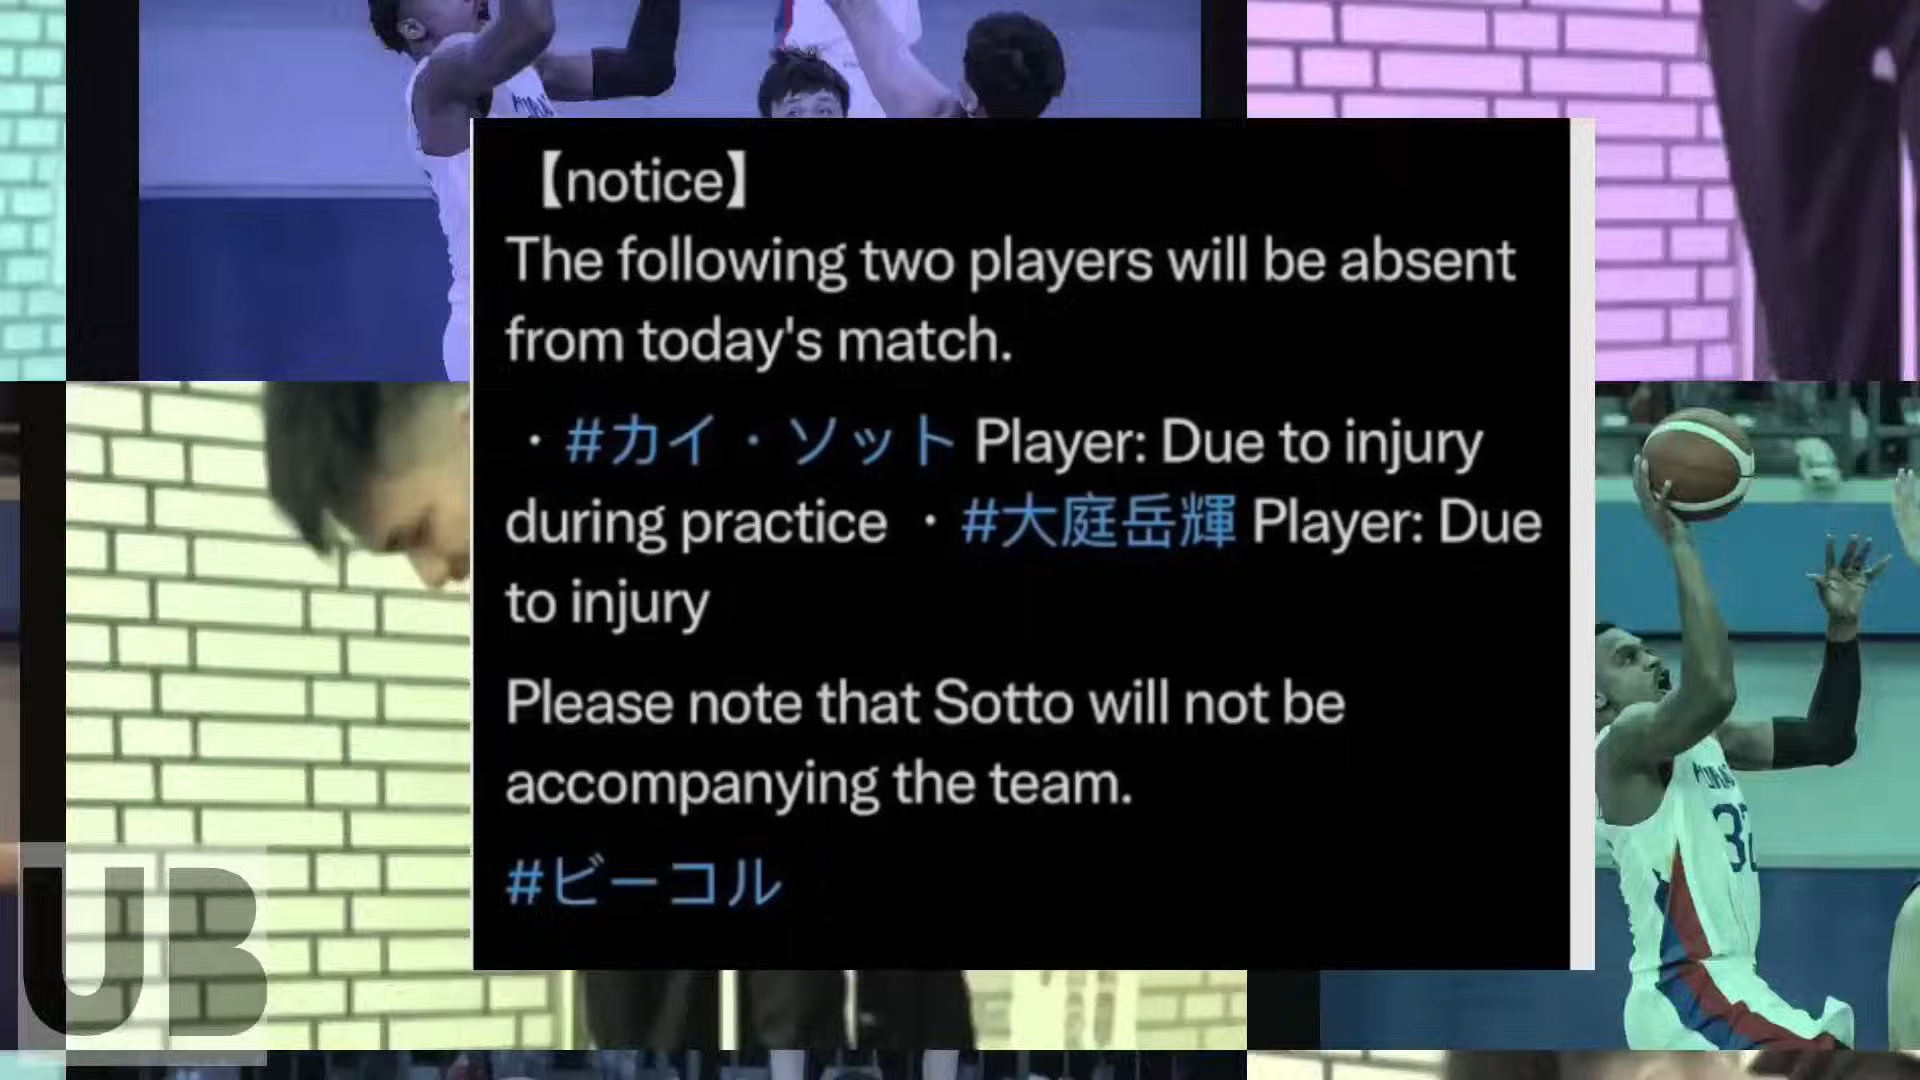 【notice】
The following two players will be absent
from today's match.
・#カイ・ソット Player: Due to injury
during practice ・#大庭岳輝 Player: Due
to injury
Please note that Sotto will not be
accompanying the team.
#ビーコル
32
UB